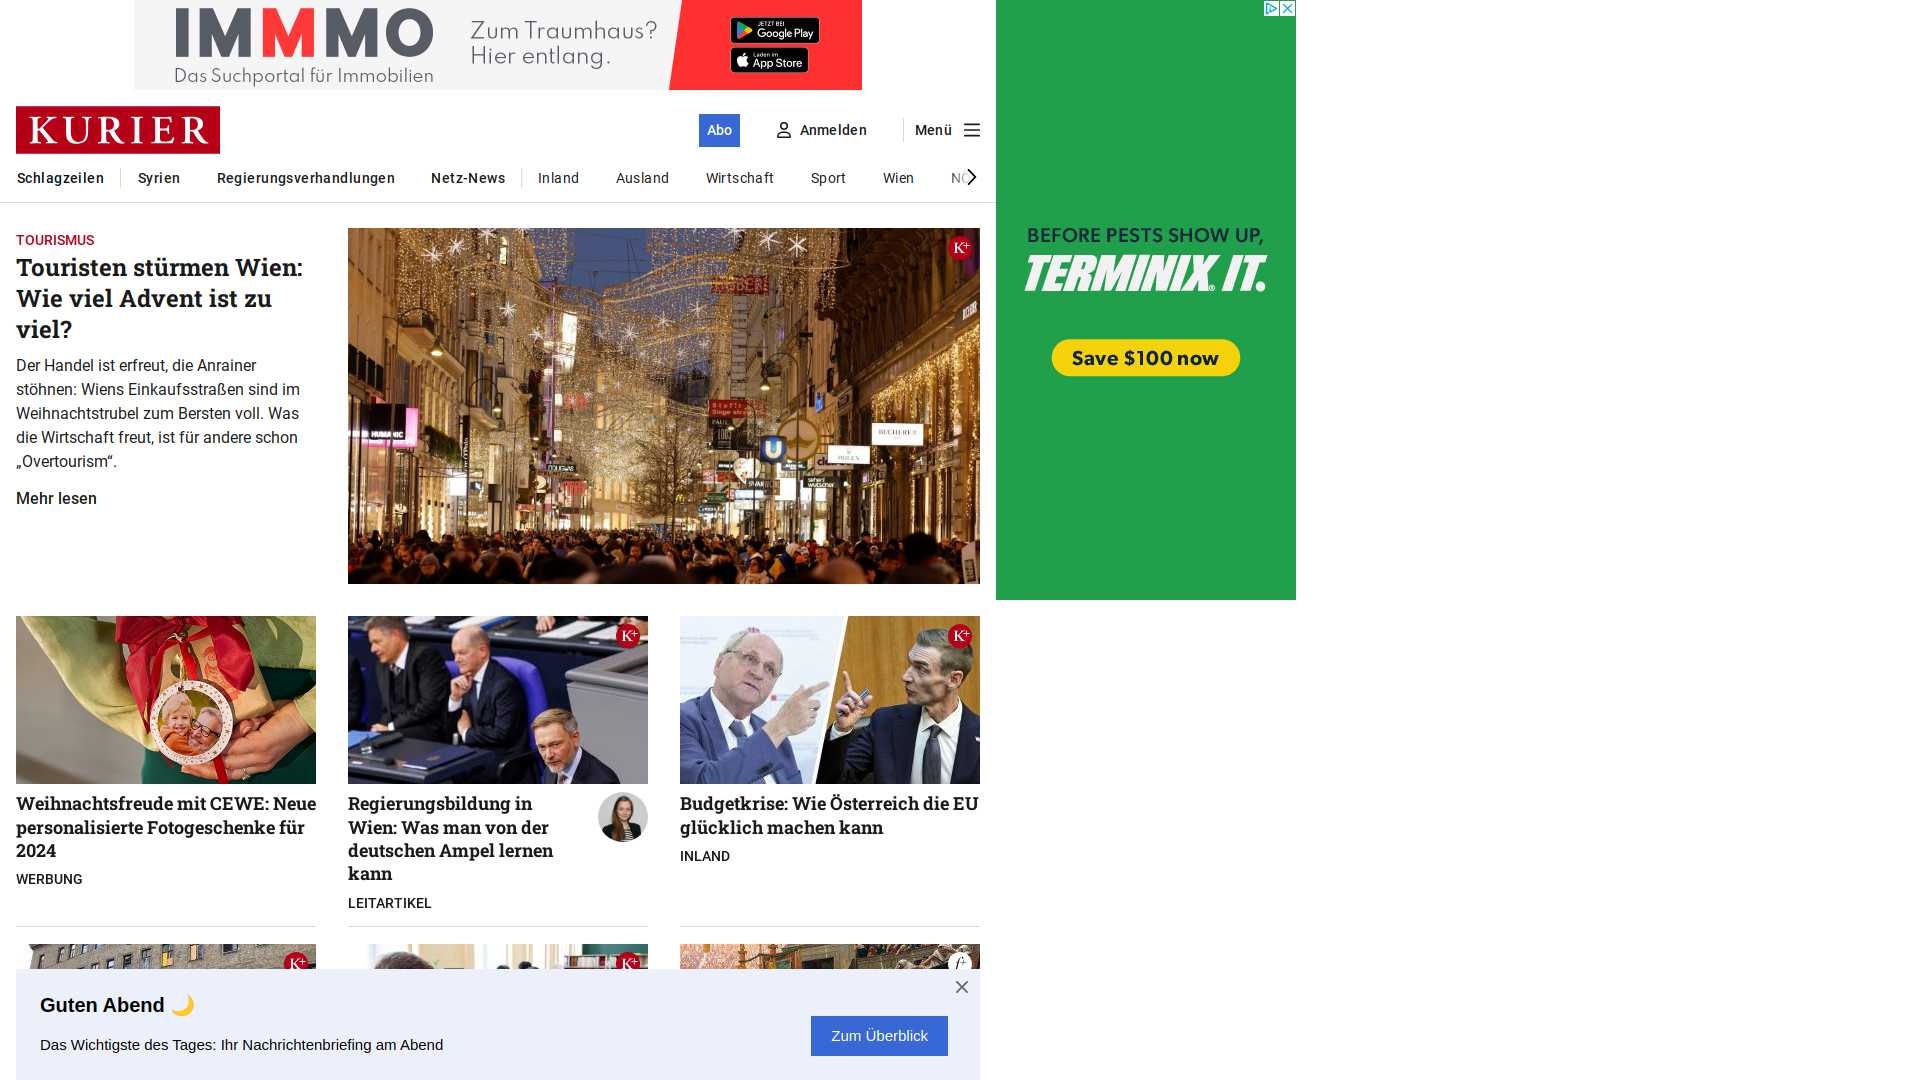 IMMMO
Das Suchportal für Immobilien
Zum Traumhaus?
Hier entlang.
JETZT BEI
Google Play
Laden im
App Store
KURIER
Abo
Anmelden
Menü
Schlagzeilen
Syrien
Regierungsverhandlungen
Netz-News
Inland
Ausland
Wirtschaft
Sport
Wien
NÖ
TOURISMUS
Touristen stürmen Wien:
Wie viel Advent ist zu
viel?
Der Handel ist erfreut, die Anrainer
stöhnen: Wiens Einkaufsstraßen sind im
Weihnachtstrubel zum Bersten voll. Was
die Wirtschaft freut, ist für andere schon
„Overtourism“.
Mehr lesen
K+
HUMANIC
DOUGLAS
BUCHERER
U
SWAROVSKI
BEFORE PESTS SHOW UP,
TERMINIX® IT.
Save $100 now
K+
K+
Weihnachtsfreude mit CEWE: Neue
personalisierte Fotogeschenke für
2024
WERBUNG
Regierungsbildung in
Wien: Was man von der
deutschen Ampel lernen
kann
LEITARTIKEL
Budgetkrise: Wie Österreich die EU
glücklich machen kann
INLAND
K+
K+
f+
Guten Abend 🌙
Das Wichtigste des Tages: Ihr Nachrichtenbriefing am Abend
Zum Überblick